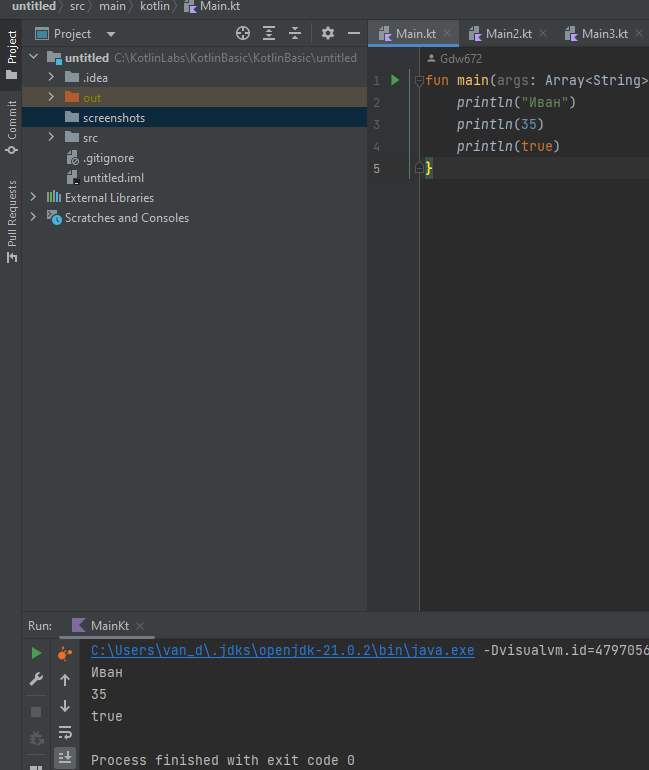 untitled › src › main › kotlin › Main.kt
Project
Commit
Pull Requests
Project
untitled C:\KotlinLabs\KotlinBasic\KotlinBasic\untitled
.idea
out
screenshots
src
.gitignore
untitled.iml
External Libraries
Scratches and Consoles
Main.kt Main2.kt Main3.kt
Gdw672
1 fun main(args: Array<String>
2 println("Иван")
3 println(35)
4 println(true)
5 }
Run: MainKt
C:\Users\van_d\.jdks\openjdk-21.0.2\bin\java.exe -Dvisualvm.id=4797056
Иван
35
true
Process finished with exit code 0